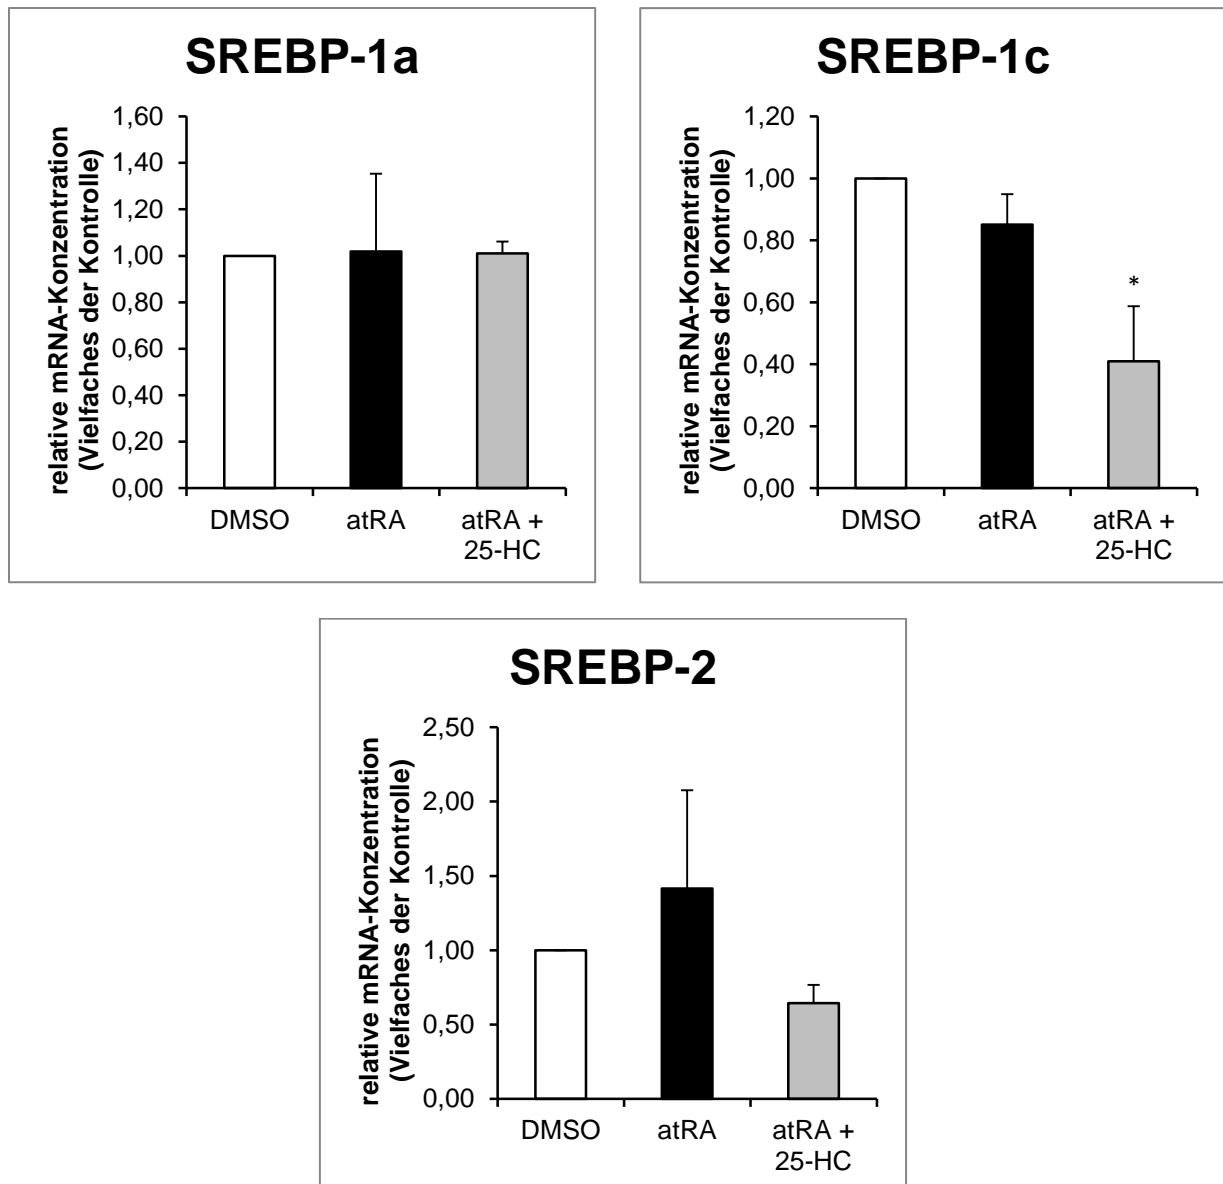 SREBP-1a
relative mRNA-Konzentration
(Vielfaches der Kontrolle)
1,60
1,40
1,20
1,00
0,80
0,60
0,40
0,20
0,00
DMSO
atRA
atRA +
25-HC
SREBP-1c
relative mRNA-Konzentration
(Vielfaches der Kontrolle)
1,20
1,00
0,80
0,60
0,40
0,20
0,00
*
DMSO
atRA
atRA +
25-HC
SREBP-2
relative mRNA-Konzentration
(Vielfaches der Kontrolle)
2,50
2,00
1,50
1,00
0,50
0,00
DMSO
atRA
atRA +
25-HC